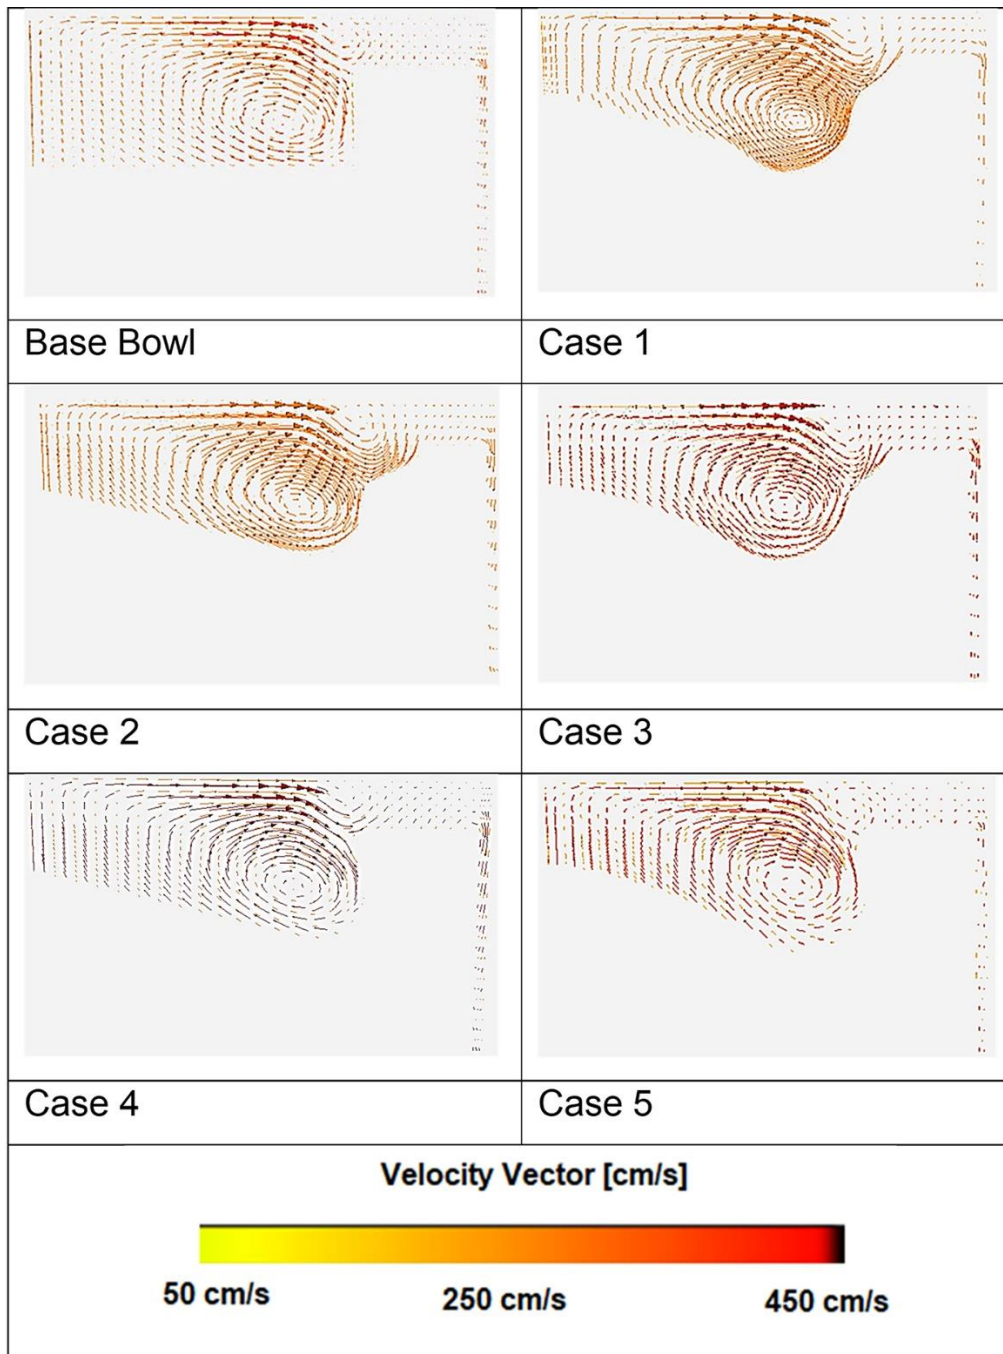 Base Bowl
Case 1
Case 2
Case 3
Case 4
Case 5
Velocity Vector [cm/s]
50 cm/s
250 cm/s
450 cm/s